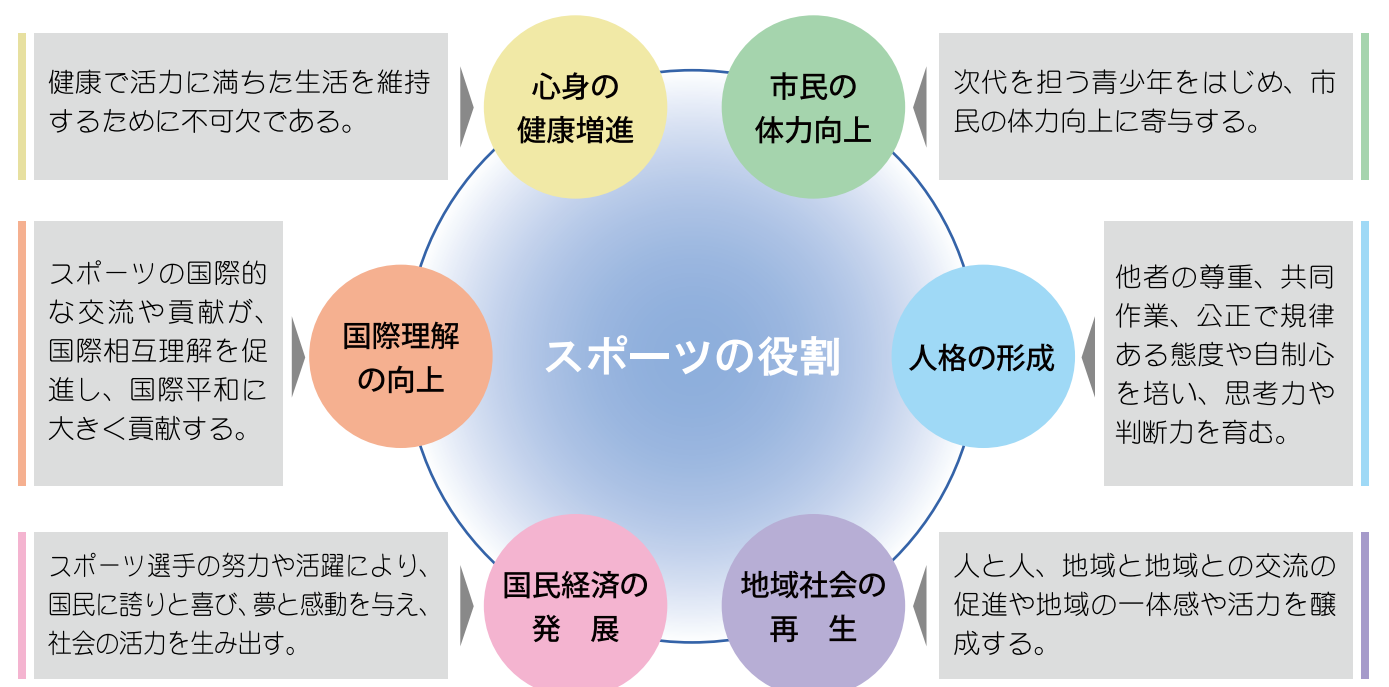 健康で活力に満ちた生活を維持
するために不可欠である。
心身の
健康増進
市民の
体力向上
次代を担う青少年をはじめ、市
民の体力向上に寄与する。
スポーツの国際的
な交流や貢献が、
国際相互理解を促
進し、国際平和に
大きく貢献する。
国際理解
の向上
スポーツの役割
人格の形成
他者の尊重、共同
作業、公正で規律
ある態度や自制心
を培い、思考力や
判断力を育む。
スポーツ選手の努力や活躍により、
国民に誇りと喜び、夢と感動を与え、
社会の活力を生み出す。
国民経済の
発　展
地域社会の
再　生
人と人、地域と地域との交流の
促進や地域の一体感や活力を醸
成する。